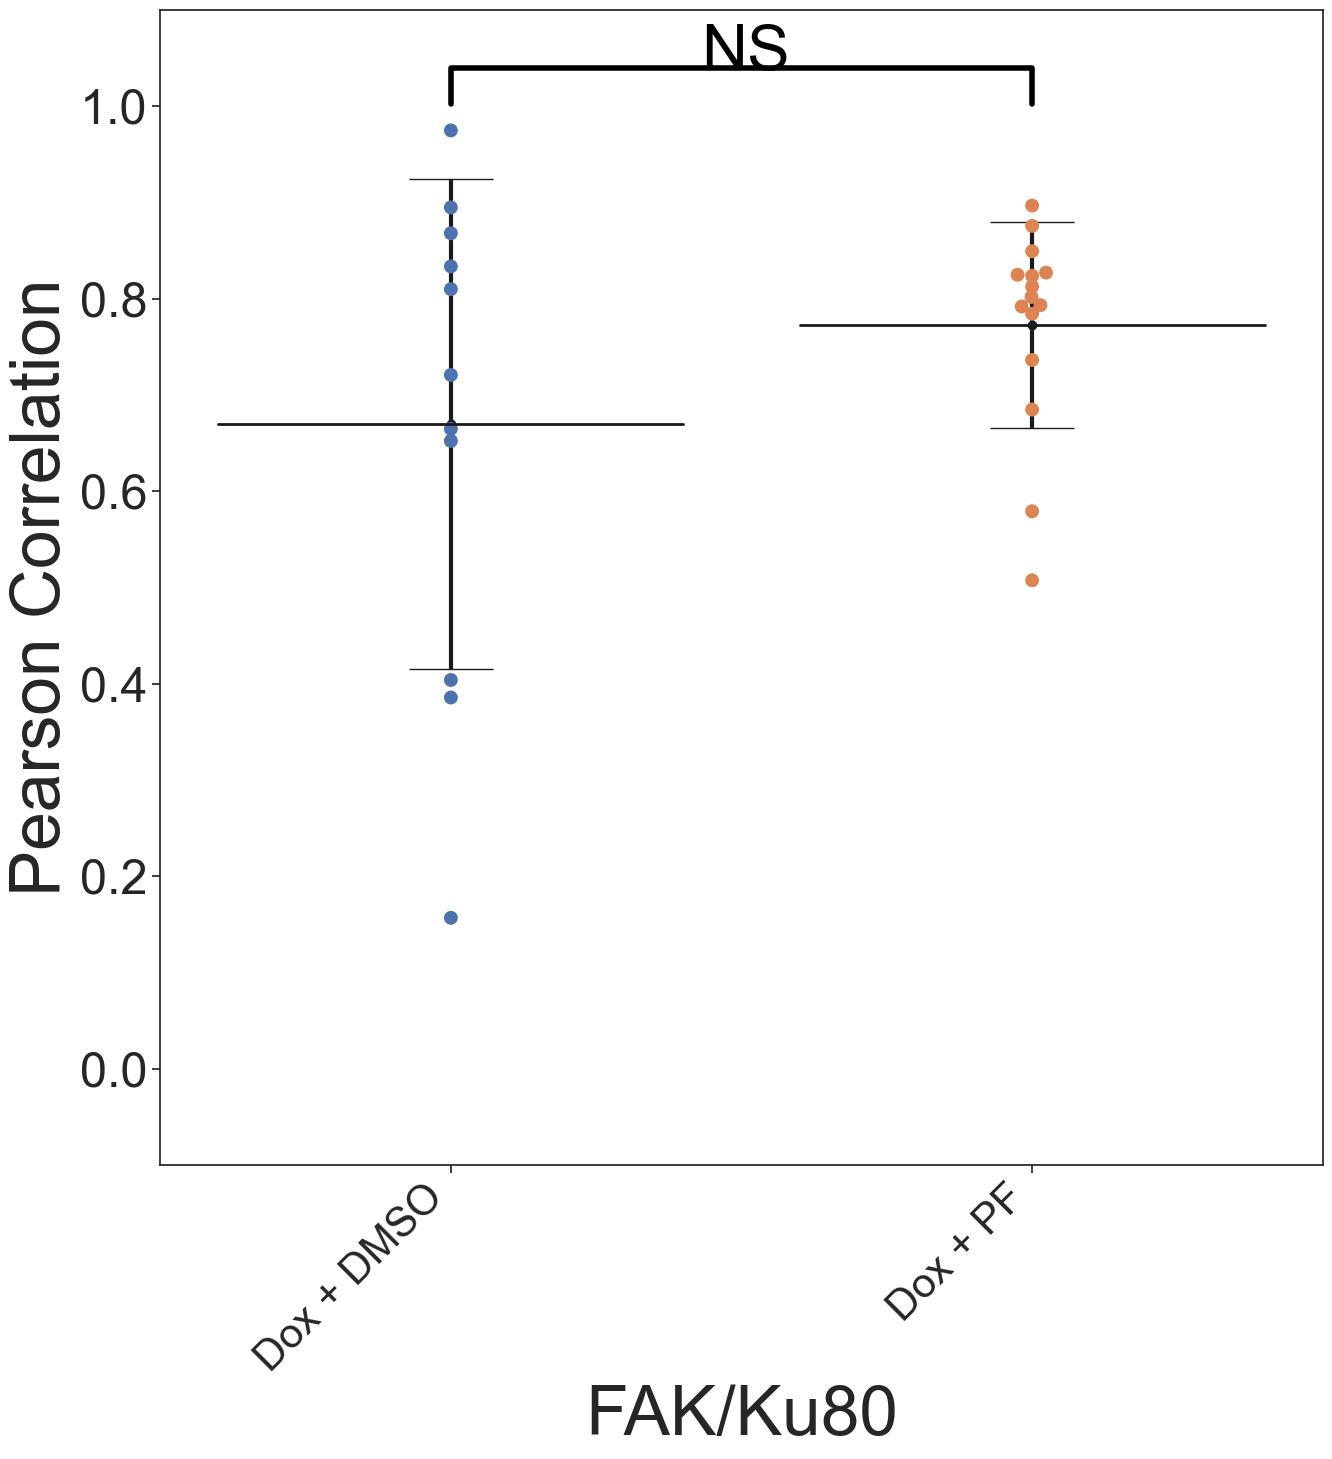 NS
1.0
0.8
0.6
0.4
0.2
0.0
Pearson Correlation
Dox + DMSO
Dox + PF
FAK/Ku80